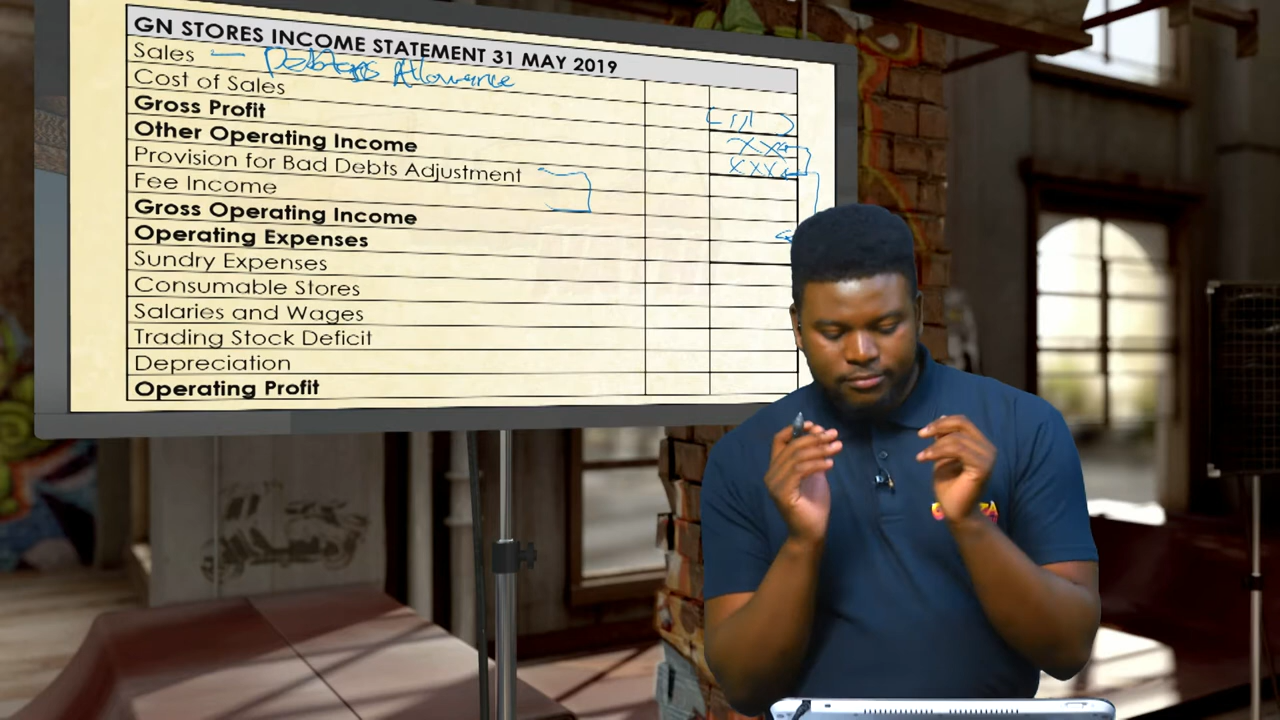 GN STORES INCOME STATEMENT 31 MAY 2019
Sales - Debtors Allowance
Cost of Sales
Gross Profit
Other Operating Income
Provision for Bad Debts Adjustment
Fee Income
Gross Operating Income
Operating Expenses
Sundry Expenses
Consumable Stores
Salaries and Wages
Trading Stock Deficit
Depreciation
Operating Profit
XX
XXX